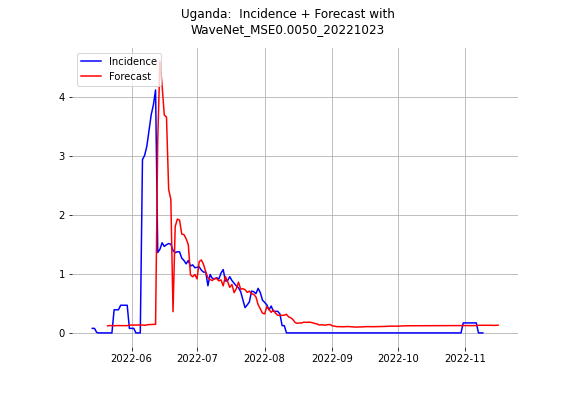 Uganda:  Incidence + Forecast with
WaveNet_MSE0.0050_20221023
Incidence
Forecast
4
3
2
1
0
2022-06
2022-07
2022-08
2022-09
2022-10
2022-11